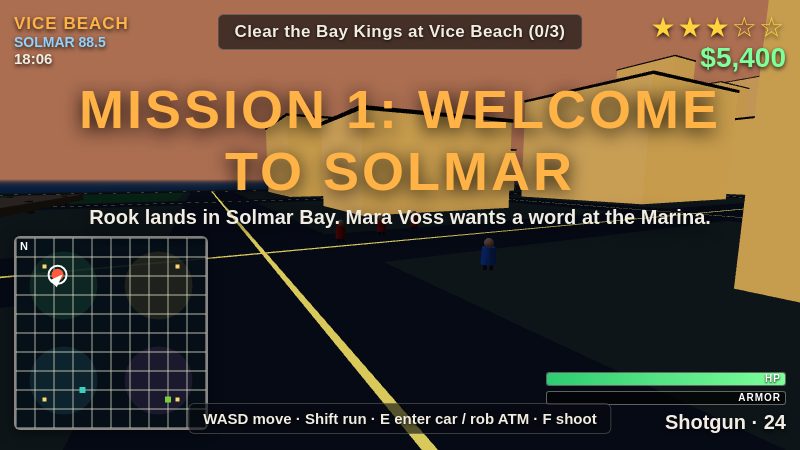 VICE BEACH
SOLMAR 88.5
18:06
Clear the Bay Kings at Vice Beach (0/3)
★★★☆☆
$5,400
MISSION 1: WELCOME
TO SOLMAR
Rook lands in Solmar Bay. Mara Voss wants a word at the Marina.
N
HP
ARMOR
WASD move · Shift run · E enter car / rob ATM · F shoot
Shotgun · 24